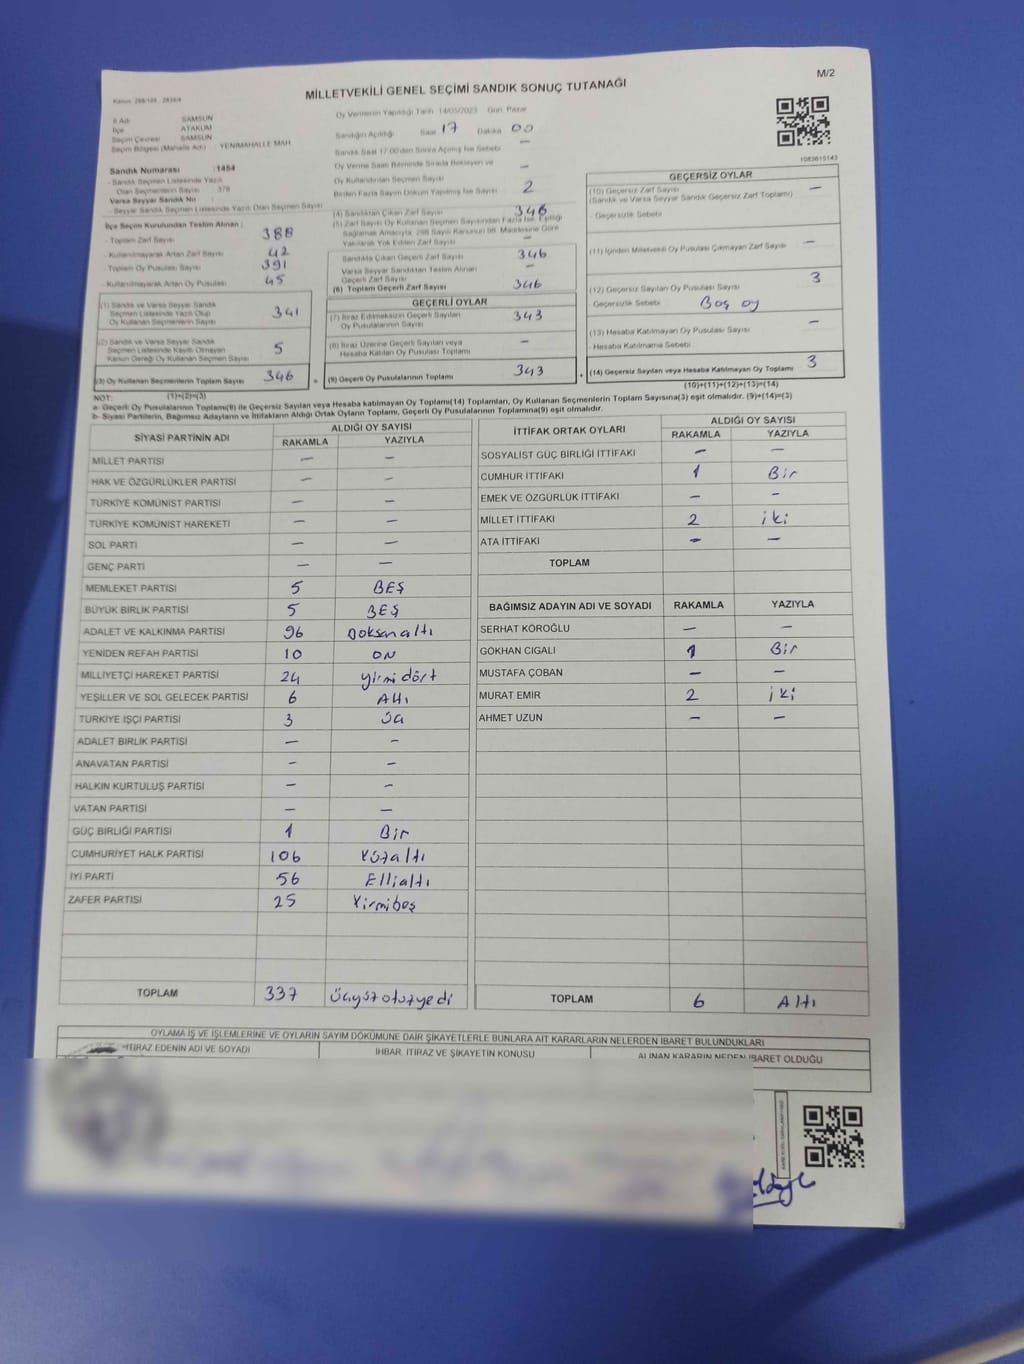 M/2
MİLLETVEKİLİ GENEL SEÇİMİ SANDIK SONUÇ TUTANAĞI
İl Adı SAMSUN
İlçe ATAKUM
Seçim Çevresi SAMSUN
Seçim Bölgesi (Mahalle Adı) YENİMAHALLE MAH
Oy Vermenin Yapıldığı Tarih 14/05/2023 Gün Pazar
Sandığın Açıldığı Saat 17 Dakika 00
Sandık Saat 17:00'den Sonra Açılmış İse Sebebi —
Oy Verme Saati Bitiminde Sırada Bekleyen ve
Oy Kullandırılan Seçmen Sayısı —
Birden Fazla Sayım Döküm Yapılmış İse Sayısı 2
1083615143
Sandık Numarası : 1454
- Sandık Seçmen Listesinde Yazılı
Olan Seçmenlerin Sayısı 378
Varsa Seyyar Sandık No :
- Seyyar Sandık Seçmen Listesinde Yazılı Olan Seçmen Sayısı
İlçe Seçim Kurulundan Teslim Alınan ;
- Toplam Zarf Sayısı 388
- Kullanılmayarak Artan Zarf Sayısı 42
- Toplam Oy Pusulası Sayısı 391
- Kullanılmayarak Artan Oy Pusulası 45
(4) Sandıktan Çıkan Zarf Sayısı 346
(5) Zarf Sayısı Oy Kullanan Seçmen Sayısından Fazla İse, Eşitliği
Sağlamak Amacıyla, 298 Sayılı Kanunun 98. Maddesine Göre
Yakılarak Yok Edilen Zarf Sayısı —
Sandıkta Çıkan Geçerli Zarf Sayısı 346
Varsa Seyyar Sandıktan Teslim Alınan
Geçerli Zarf Sayısı —
(6) Toplam Geçerli Zarf Sayısı 346
GEÇERSİZ OYLAR
(10) Geçersiz Zarf Sayısı —
(Sandık ve Varsa Seyyar Sandık Geçersiz Zarf Toplamı)
- Geçersizlik Sebebi
(11) İçinden Milletvekili Oy Pusulası Çıkmayan Zarf Sayısı —
(12) Geçersiz Sayılan Oy Pusulası Sayısı 3
- Geçersizlik Sebebi Boş oy
(13) Hesaba Katılmayan Oy Pusulası Sayısı —
- Hesaba Katılmama Sebebi
(1) Sandık ve Varsa Seyyar Sandık
Seçmen Listesinde Yazılı Olup
Oy Kullanan Seçmenlerin Sayısı 341
(2) Sandık ve Varsa Seyyar Sandık
Seçmen Listesinde Kayıtlı Olmayan
Kanun Gereği Oy Kullanan Seçmen Sayısı 5
GEÇERLİ OYLAR
(7) İtiraz Edilmeksizin Geçerli Sayılan
Oy Pusulalarının Sayısı 343
(8) İtiraz Üzerine Geçerli Sayılan veya
Hesaba Katılan Oy Pusulası Toplamı —
(3) Oy Kullanan Seçmenlerin Toplam Sayısı 346 = (9) Geçerli Oy Pusulalarının Toplamı 343 + (14) Geçersiz Sayılan veya Hesaba Katılmayan Oy Toplamı 3
(1)+(2)=(3)
(10)+(11)+(12)+(13)=(14)
NOT:
a- Geçerli Oy Pusulalarının Toplamı(9) ile Geçersiz Sayılan veya Hesaba katılmayan Oy Toplamı(14) Toplamları, Oy Kullanan Seçmenlerin Toplam Sayısına(3) eşit olmalıdır. (9)+(14)=(3)
b- Siyasi Partilerin, Bağımsız Adayların ve İttifakların Aldığı Ortak Oyların Toplamı, Geçerli Oy Pusulalarının Toplamına(9) eşit olmalıdır.
SİYASİ PARTİNİN ADI ALDIĞI OY SAYISI
RAKAMLA YAZIYLA
MİLLET PARTİSİ — —
HAK VE ÖZGÜRLÜKLER PARTİSİ — —
TÜRKİYE KOMÜNİST PARTİSİ — —
TÜRKİYE KOMÜNİST HAREKETİ — —
SOL PARTİ — —
GENÇ PARTİ — —
MEMLEKET PARTİSİ 5 BEŞ
BÜYÜK BİRLİK PARTİSİ 5 BEŞ
ADALET VE KALKINMA PARTİSİ 96 Doksanaltı
YENİDEN REFAH PARTİSİ 10 ON
MİLLİYETÇİ HAREKET PARTİSİ 24 yirmi dört
YEŞİLLER VE SOL GELECEK PARTİSİ 6 Altı
TÜRKİYE İŞÇİ PARTİSİ 3 üç
ADALET BİRLİK PARTİSİ — —
ANAVATAN PARTİSİ — —
HALKIN KURTULUŞ PARTİSİ — —
VATAN PARTİSİ — —
GÜÇ BİRLİĞİ PARTİSİ 1 Bir
CUMHURİYET HALK PARTİSİ 106 Yüzaltı
İYİ PARTİ 56 Ellialtı
ZAFER PARTİSİ 25 Yirmibeş
TOPLAM 337 üçyüzotuzyedi
İTTİFAK ORTAK OYLARI ALDIĞI OY SAYISI
RAKAMLA YAZIYLA
SOSYALİST GÜÇ BİRLİĞİ İTTİFAKI — —
CUMHUR İTTİFAKI 1 Bir
EMEK VE ÖZGÜRLÜK İTTİFAKI — —
MİLLET İTTİFAKI 2 iki
ATA İTTİFAKI — —
TOPLAM
BAĞIMSIZ ADAYIN ADI VE SOYADI RAKAMLA YAZIYLA
SERHAT KÖROĞLU — —
GÖKHAN CIGALI 1 Bir
MUSTAFA ÇOBAN — —
MURAT EMİR 2 iki
AHMET UZUN — —
TOPLAM 6 Altı
OYLAMA İŞ VE İŞLEMLERİNE VE OYLARIN SAYIM DÖKÜMÜNE DAİR ŞİKAYETLERLE BUNLARA AİT KARARLARIN NELERDEN İBARET BULUNDUKLARI
İTİRAZ EDENİN ADI VE SOYADI İHBAR, İTİRAZ VE ŞİKAYETİN KONUSU ALINAN KARARIN NEDEN İBARET OLDUĞU